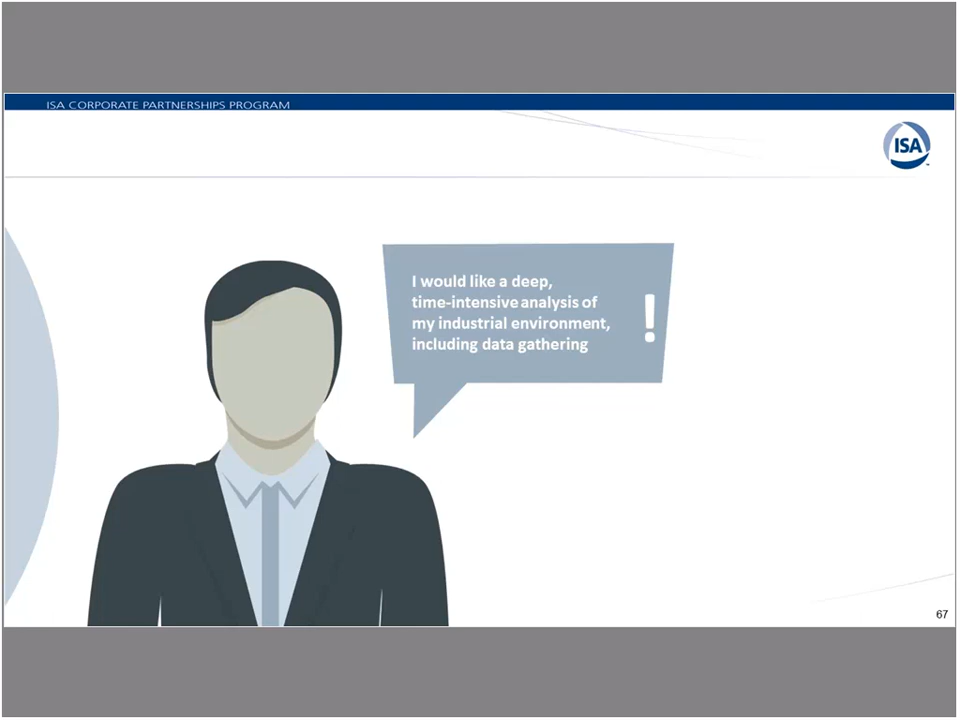 ISA CORPORATE PARTNERSHIPS PROGRAM
ISA
I would like a deep,
time-intensive analysis of
my industrial environment,
including data gathering
!
67